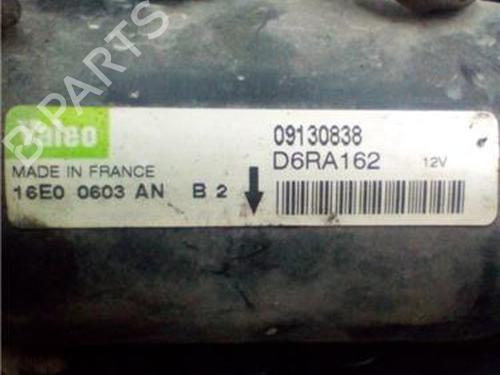 B-PARTS
Valeo
09130838
D6RA162 12V
MADE IN FRANCE
16E0 0603 AN B 2